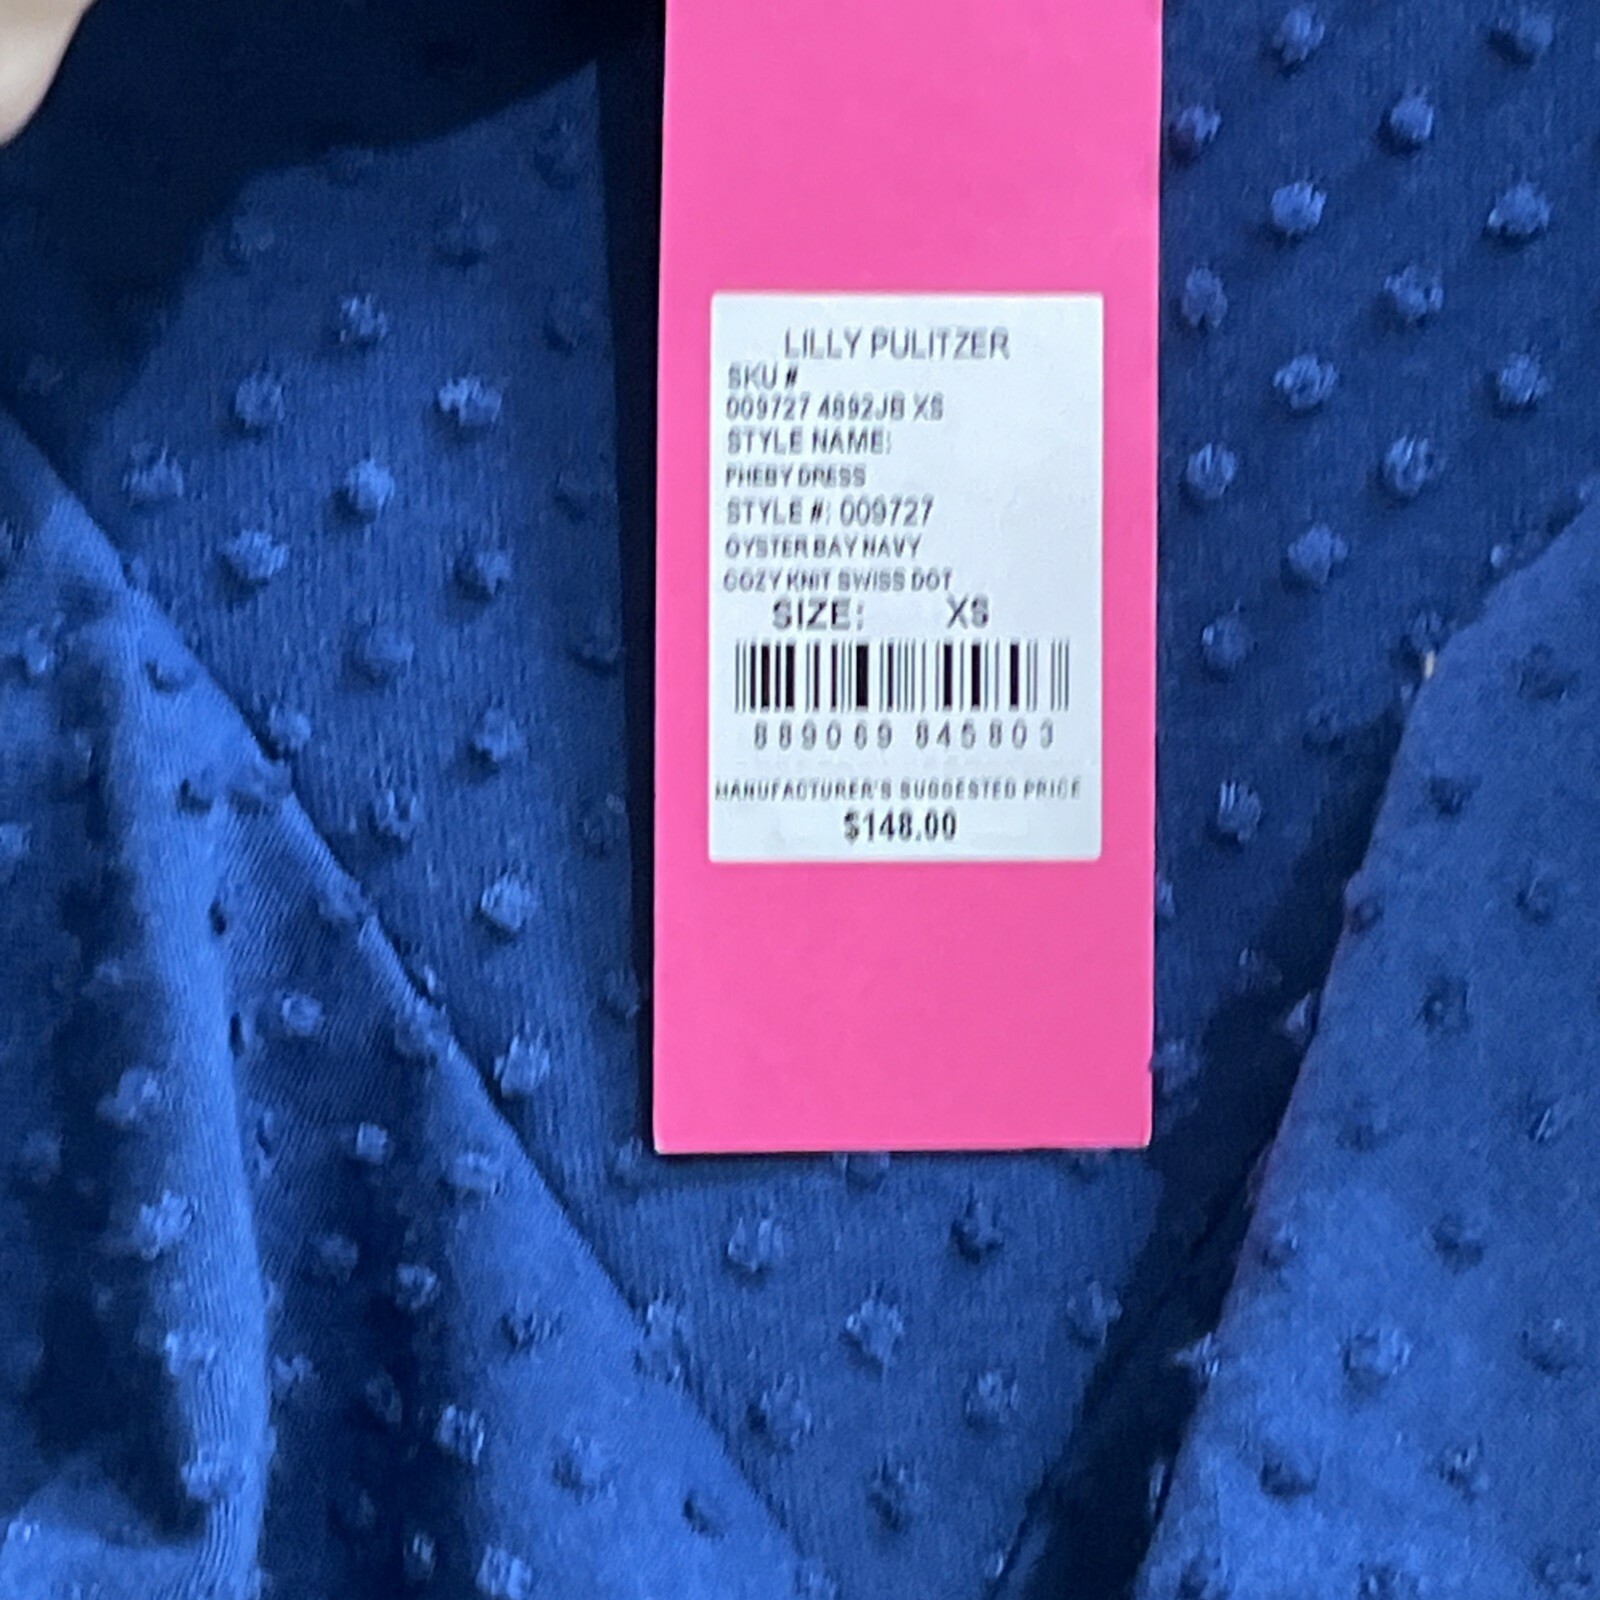 LILLY PULITZER
SKU #
009727 4892JB XS
STYLE NAME:
PHEBY DRESS
STYLE #: 009727
OYSTER BAY NAVY
COZY KNIT SWISS DOT
SIZE: XS
889069 845803
MANUFACTURER'S SUGGESTED PRICE
$148.00